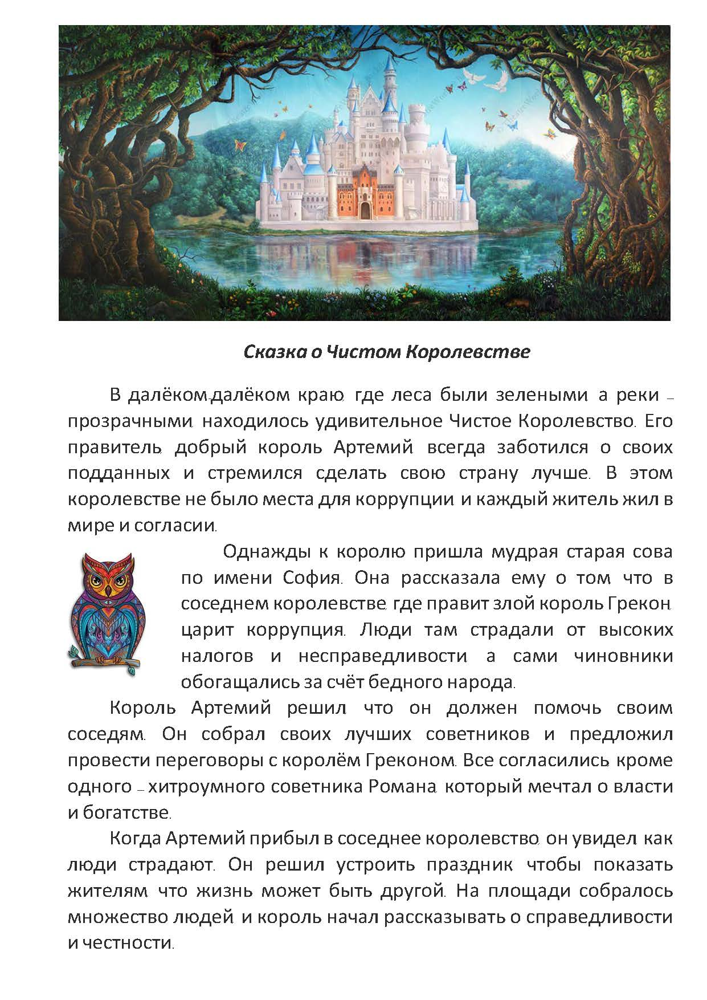 Сказка о Чистом Королевстве
В далёком-далёком краю, где леса были зелеными, а реки –
прозрачными, находилось удивительное Чистое Королевство. Его
правитель, добрый король Артемий, всегда заботился о своих
подданных и стремился сделать свою страну лучше. В этом
королевстве не было места для коррупции, и каждый житель жил в
мире и согласии.
Однажды к королю пришла мудрая старая сова
по имени София. Она рассказала ему о том, что в
соседнем королевстве, где правит злой король Грекон,
царит коррупция. Люди там страдали от высоких
налогов и несправедливости, а сами чиновники
обогащались за счёт бедного народа.
Король Артемий решил, что он должен помочь своим
соседям. Он собрал своих лучших советников и предложил
провести переговоры с королём Греконом. Все согласились, кроме
одного – хитроумного советника Романа, который мечтал о власти
и богатстве.
Когда Артемий прибыл в соседнее королевство, он увидел, как
люди страдают. Он решил устроить праздник, чтобы показать
жителям, что жизнь может быть другой. На площади собралось
множество людей, и король начал рассказывать о справедливости
и честности.